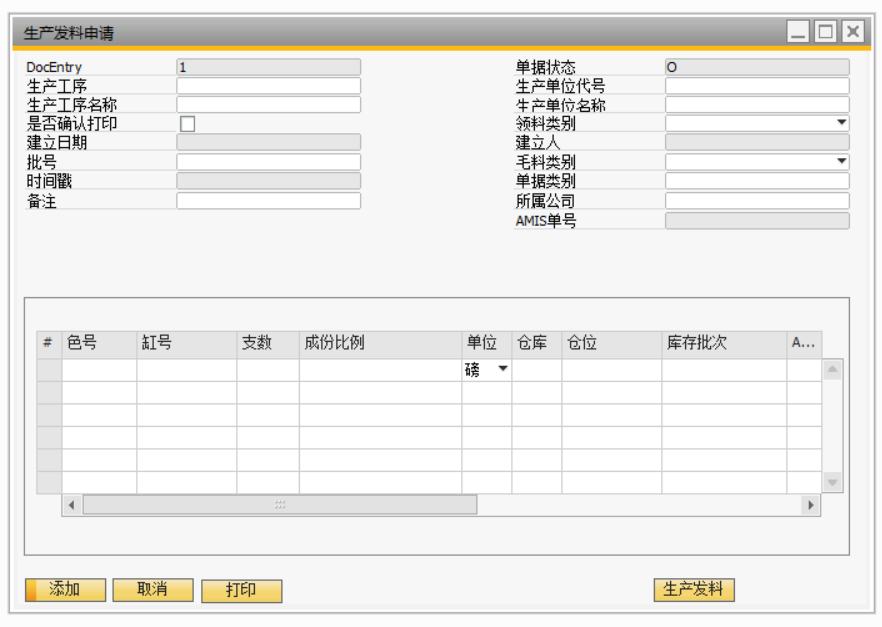 生产发料申请
DocEntry 1 单据状态 O
生产工序 生产单位代号
生产工序名称 生产单位名称
是否确认打印 领料类别
建立日期 建立人
批号 毛料类别
时间戳 单据类别
备注 所属公司
AMIS单号
# 色号 缸号 支数 成份比例 单位 仓库 仓位 库存批次 A...
磅
添加 取消 打印 生产发料